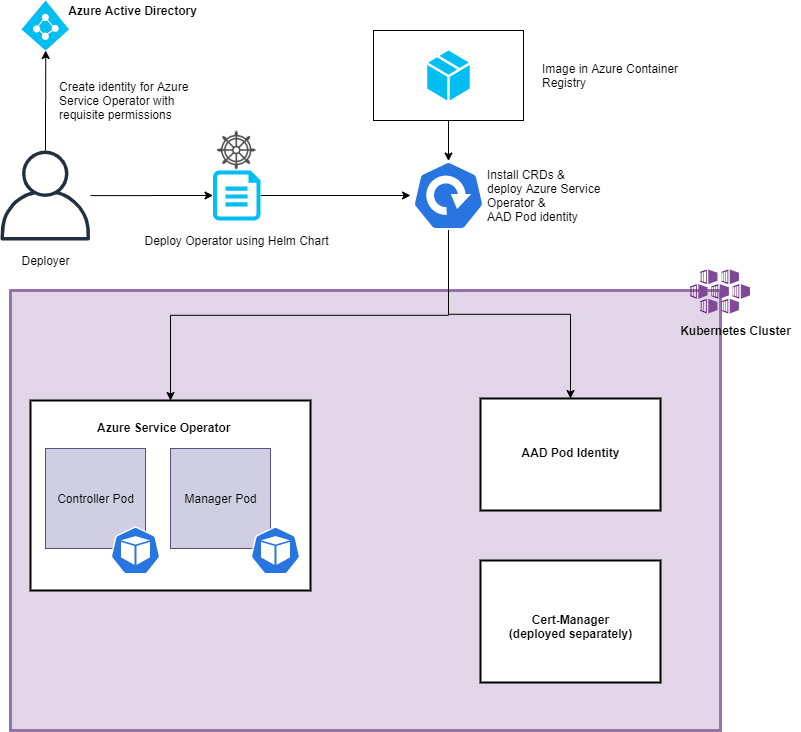 Azure Active Directory
Create identity for Azure
Service Operator with
requisite permissions
Image in Azure Container
Registry
Install CRDs &
deploy Azure Service
Operator &
AAD Pod identity
Deploy Operator using Helm Chart
Deployer
Kubernetes Cluster
Azure Service Operator
Controller Pod
Manager Pod
AAD Pod Identity
Cert-Manager
(deployed separately)